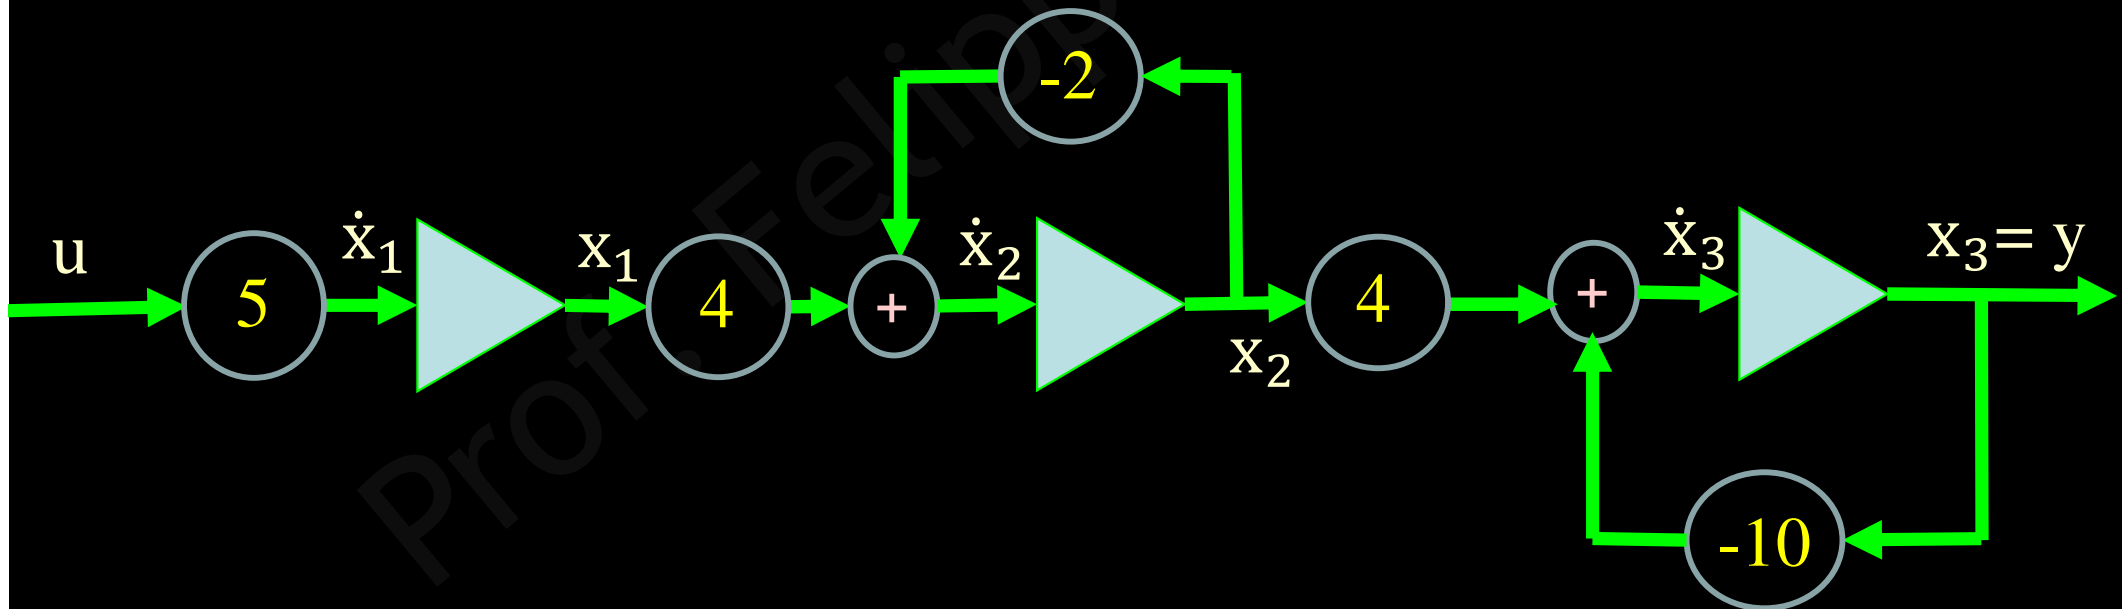 -2
u
5
ẋ₁
x₁
4
+
ẋ₂
x₂
4
+
ẋ₃
x₃= y
-10
Prof. Felipe